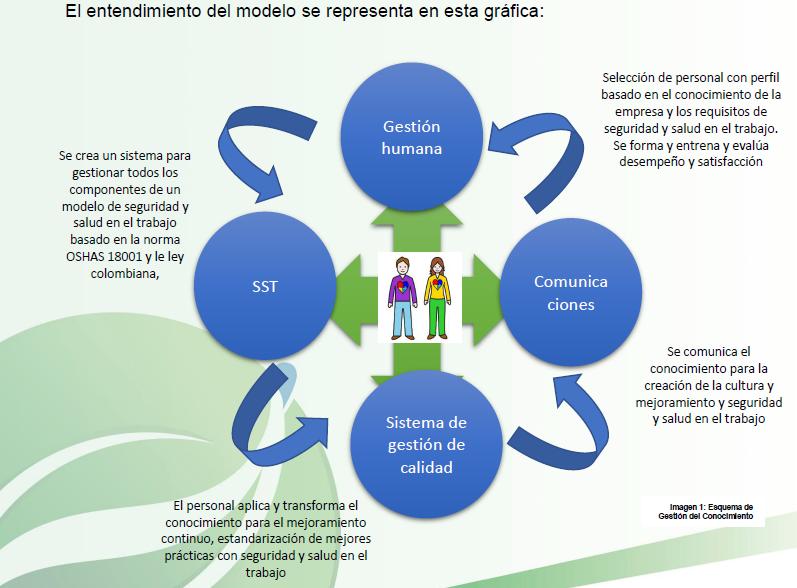 El entendimiento del modelo se representa en esta gráfica:
Gestión
humana
Selección de personal con perfil
basado en el conocimiento de la
empresa y los requisitos de
seguridad y salud en el trabajo.
Se forma y entrena y evalúa
desempeño y satisfacción
Se crea un sistema para
gestionar todos los
componentes de un
modelo de seguridad y
salud en el trabajo
basado en la norma
OSHAS 18001 y le ley
colombiana,
SST
Comunica
ciones
Se comunica el
conocimiento para la
creación de la cultura y
mejoramiento y seguridad
y salud en el trabajo
Sistema de
gestión de
calidad
El personal aplica y transforma el
conocimiento para el mejoramiento
continuo, estandarización de mejores
prácticas con seguridad y salud en el
trabajo
Imagen 1: Esquema de
Gestión del Conocimiento